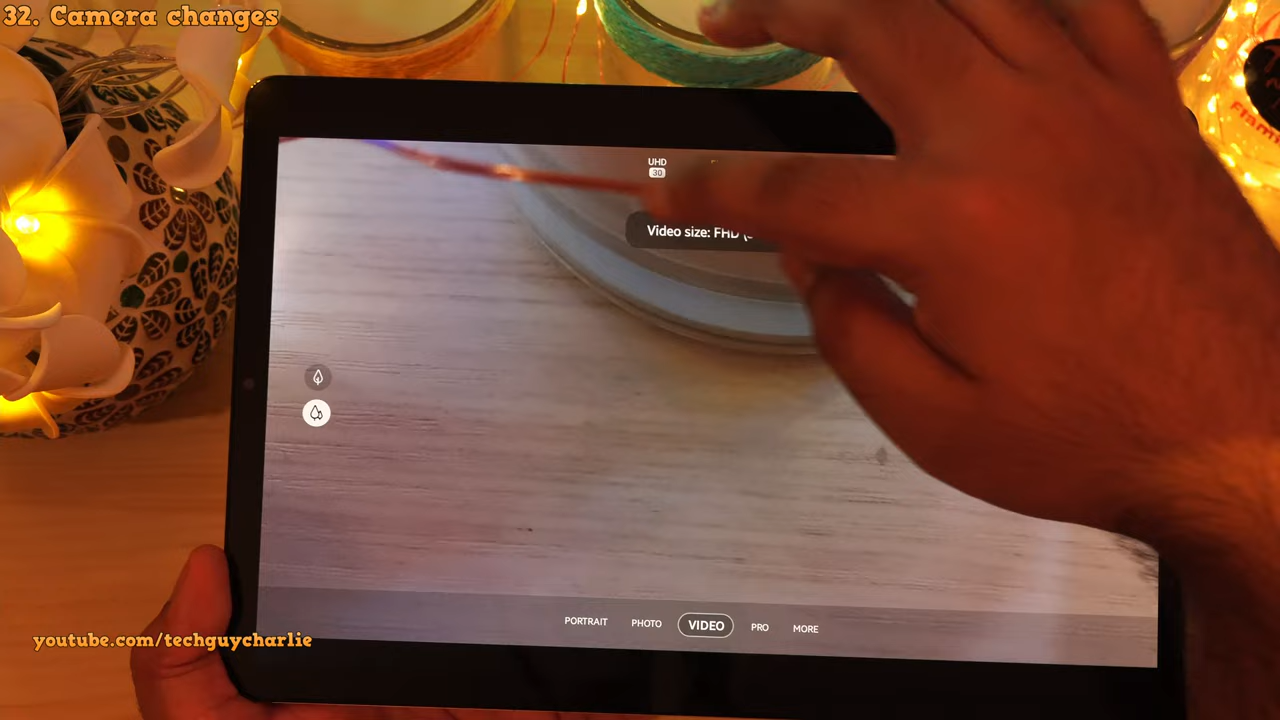 32. Camera changes
UHD
30
Video size: FHD
PORTRAIT
PHOTO
VIDEO
PRO
MORE
youtube.com/techguycharlie